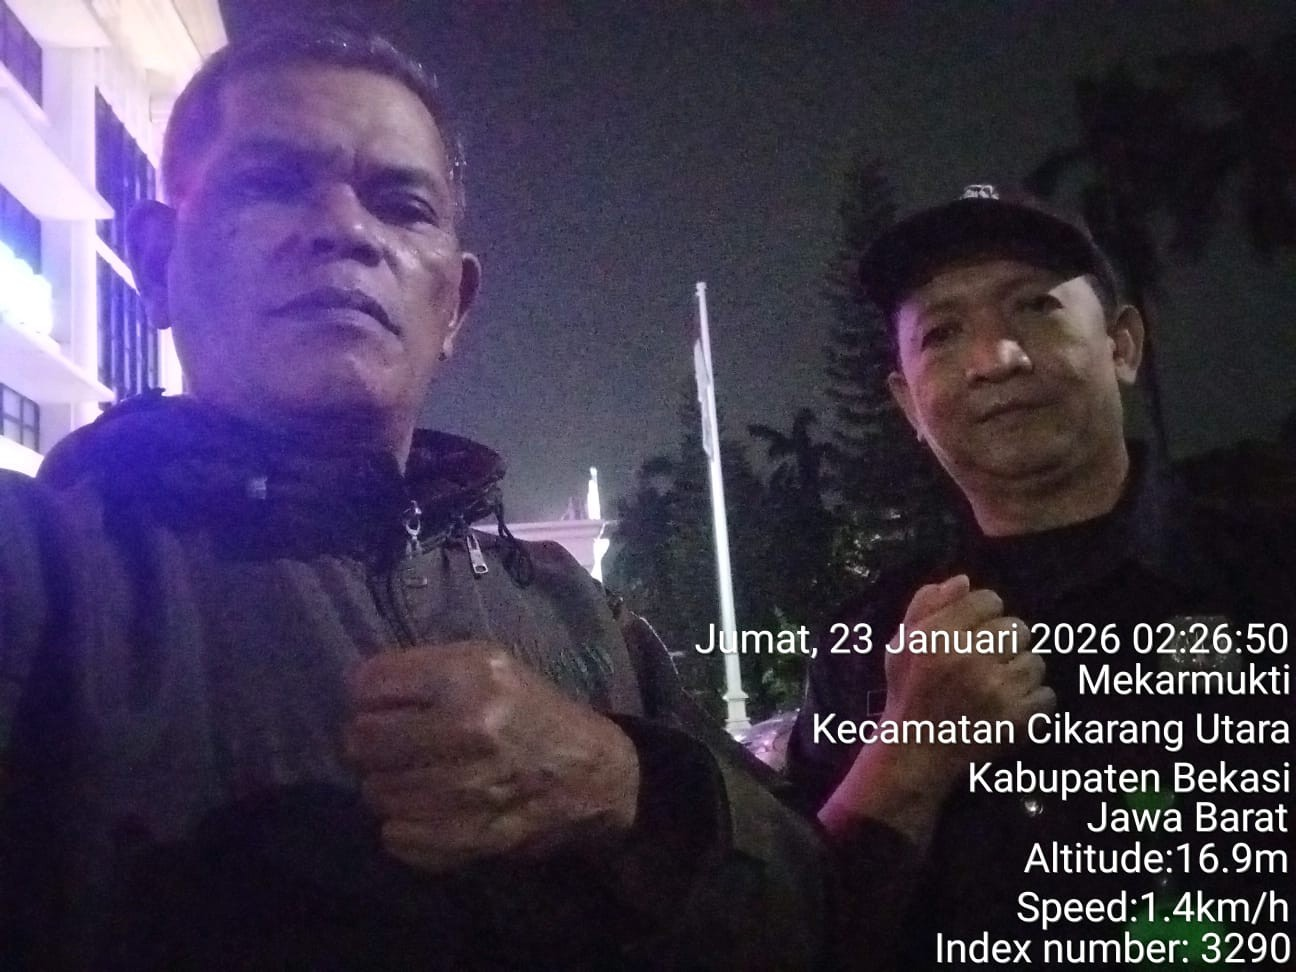 Jumat, 23 Januari 2026 02:26:50
Mekarmukti
Kecamatan Cikarang Utara
Kabupaten Bekasi
Jawa Barat
Altitude:16.9m
Speed:1.4km/h
Index number: 3290